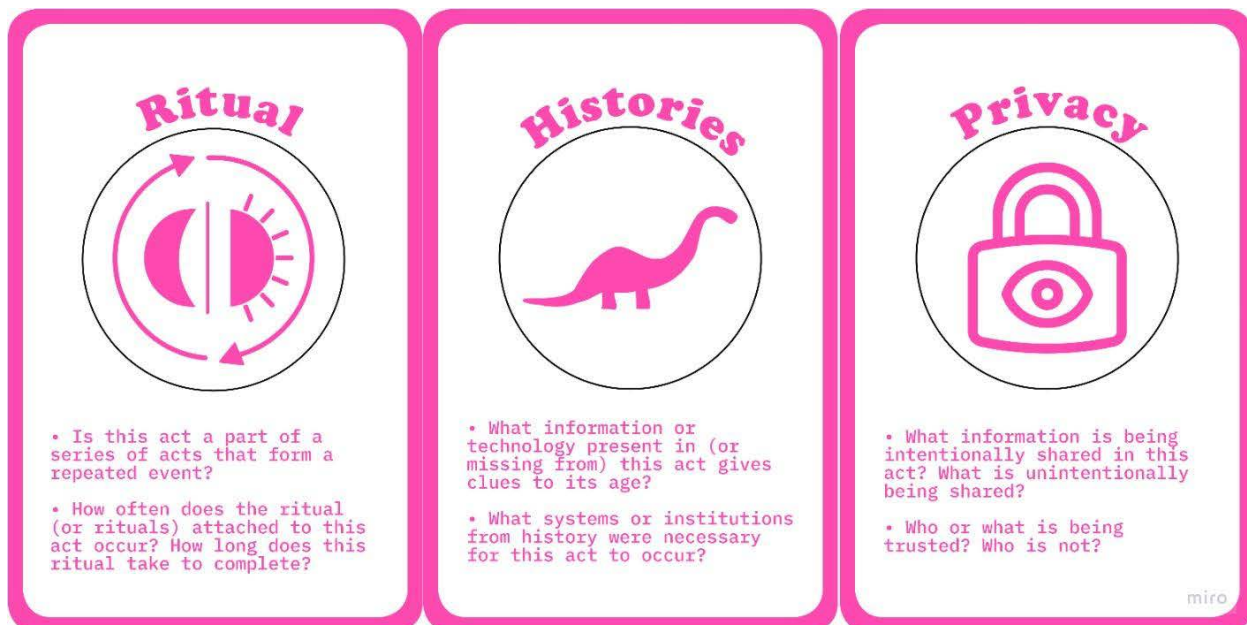 Ritual
• Is this act a part of a
series of acts that form a
repeated event?
• How often does the ritual
(or rituals) attached to this
act occur? How long does this
ritual take to complete?
Histories
• What information or
technology present in (or
missing from) this act gives
clues to its age?
• What systems or institutions
from history were necessary
for this act to occur?
Privacy
• What information is being
intentionally shared in this
act? What is unintentionally
being shared?
• Who or what is being
trusted? Who is not?
miro